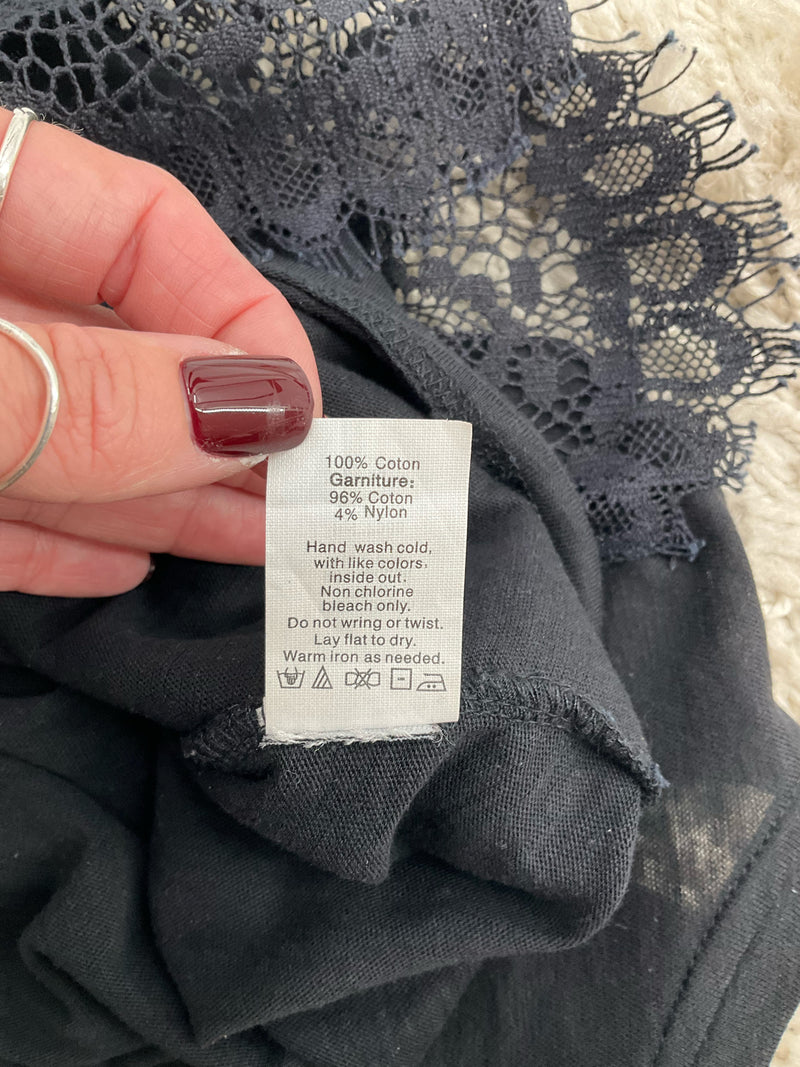 100% Coton
Garniture:
96% Coton
4% Nylon
Hand wash cold,
with like colors,
inside out.
Non chlorine
bleach only.
Do not wring or twist.
Lay flat to dry.
Warm iron as needed.